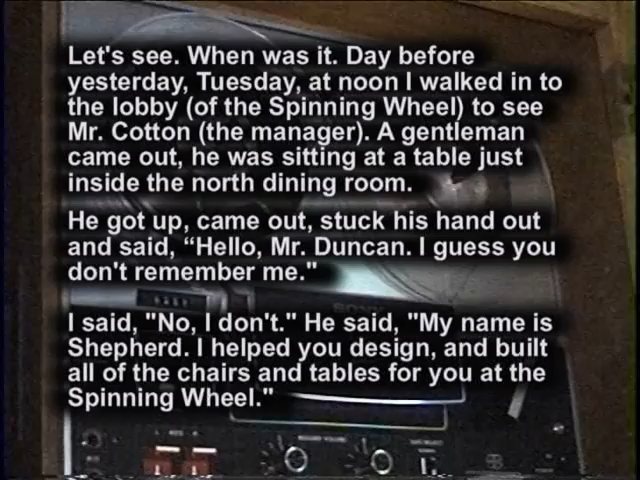 Let's see. When was it. Day before
yesterday, Tuesday, at noon I walked in to
the lobby (of the Spinning Wheel) to see
Mr. Cotton (the manager). A gentleman
came out, he was sitting at a table just
inside the north dining room.
He got up, came out, stuck his hand out
and said, “Hello, Mr. Duncan. I guess you
don't remember me."
I said, "No, I don't." He said, "My name is
Shepherd. I helped you design, and built
all of the chairs and tables for you at the
Spinning Wheel."